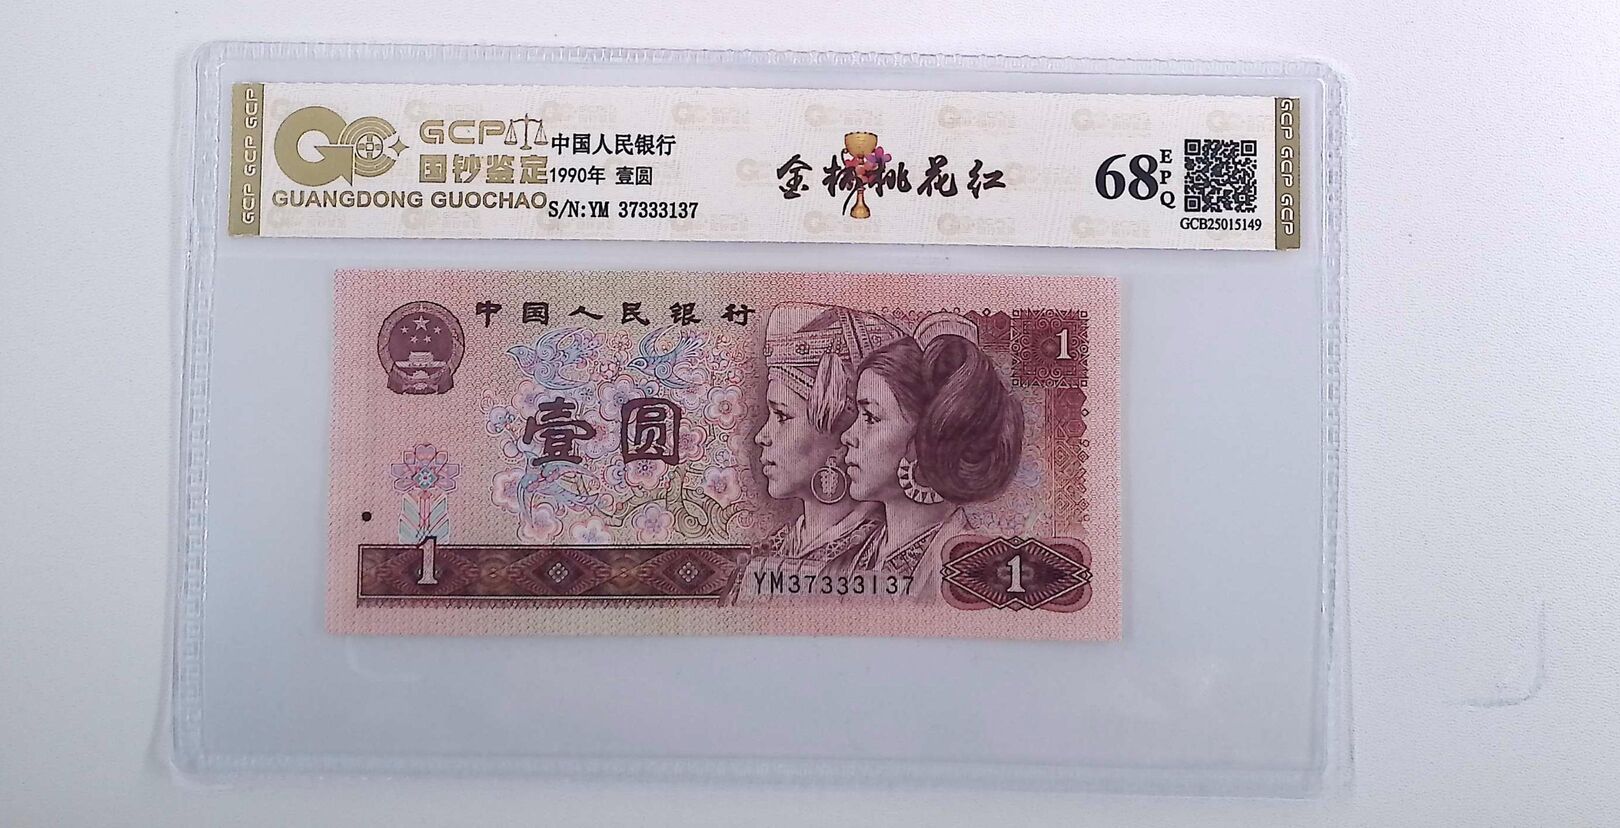 GCP GCP GCP
GCP
国钞鉴定
GUANGDONG GUOCHAO
中国人民银行
1990年 壹圆
S/N:YM 37333137
金杯桃花红
68
EPQ
GCB25015149
GCP GCP GCP
中国人民银行
1
壹圆
1
YM37333137
1